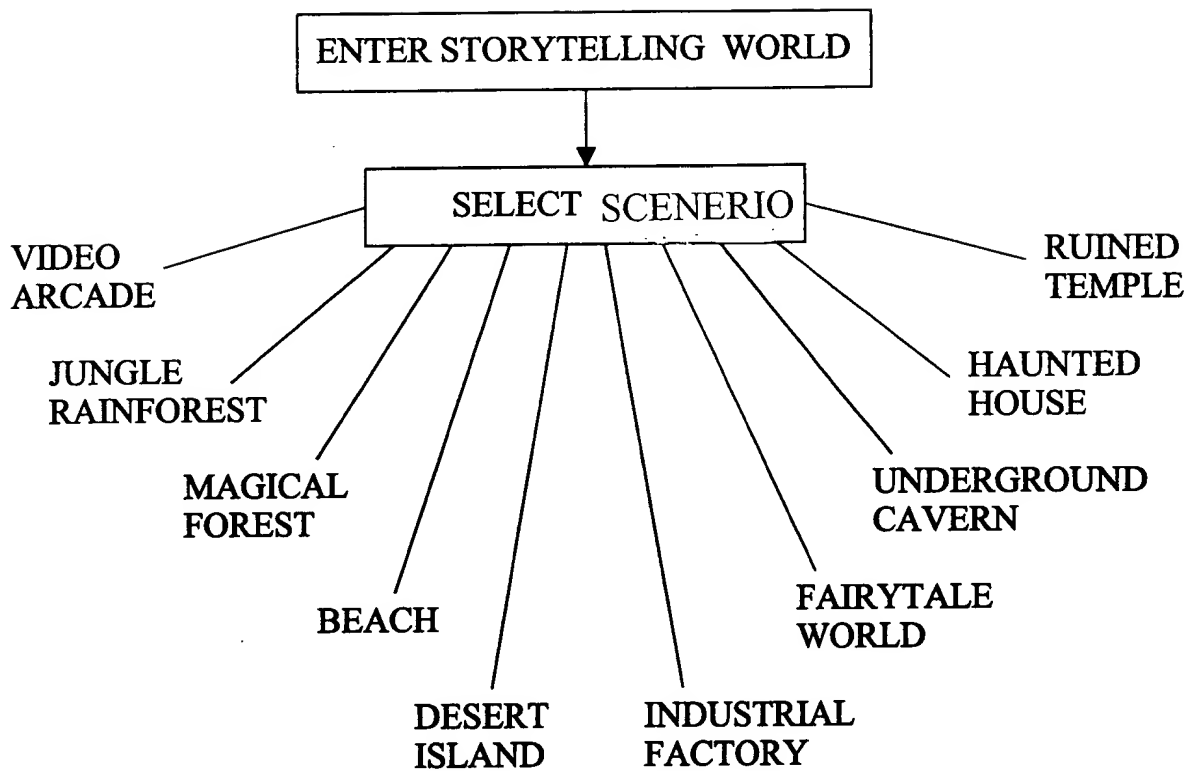 ENTER STORYTELLING WORLD
SELECT SCENERIO
VIDEO
ARCADE
JUNGLE
RAINFOREST
MAGICAL
FOREST
BEACH
DESERT
ISLAND
INDUSTRIAL
FACTORY
FAIRYTALE
WORLD
UNDERGROUND
CAVERN
HAUNTED
HOUSE
RUINED
TEMPLE